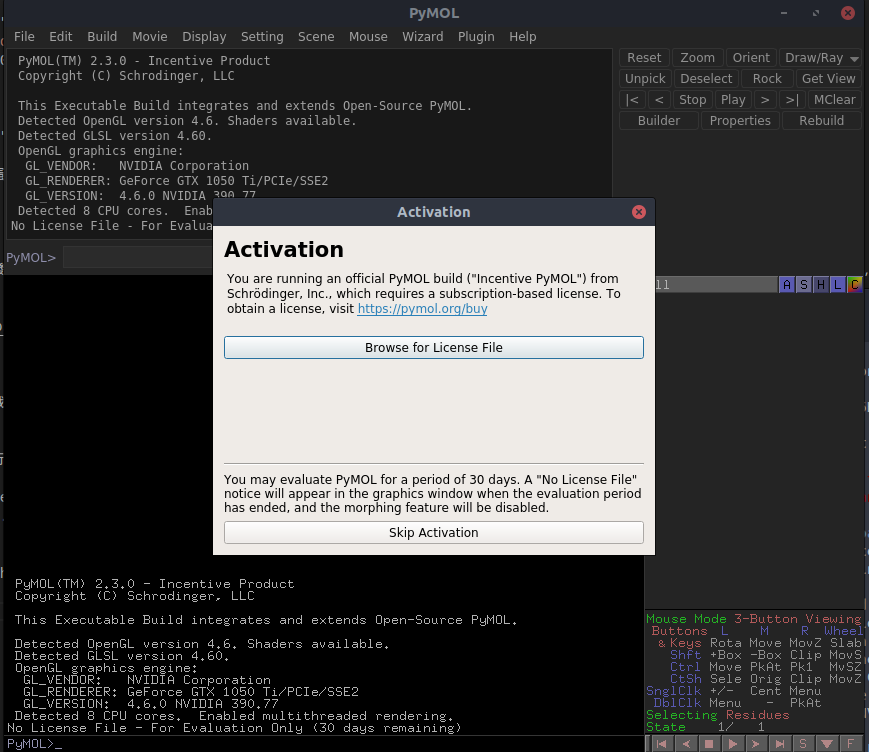 PyMOL
File Edit Build Movie Display Setting Scene Mouse Wizard Plugin Help
PyMOL(TM) 2.3.0 - Incentive Product
Copyright (C) Schrodinger, LLC
This Executable Build integrates and extends Open-Source PyMOL.
Detected OpenGL version 4.6. Shaders available.
Detected GLSL version 4.60.
OpenGL graphics engine:
GL_VENDOR: NVIDIA Corporation
GL_RENDERER: GeForce GTX 1050 Ti/PCIe/SSE2
GL_VERSION: 4.6.0 NVIDIA 390.77
Detected 8 CPU cores. Enab
No License File - For Evalua
PyMOL>
Reset Zoom Orient Draw/Ray
Unpick Deselect Rock Get View
|< < Stop Play > >| MClear
Builder Properties Rebuild
Activation
Activation
You are running an official PyMOL build ("Incentive PyMOL") from
Schrödinger, Inc., which requires a subscription-based license. To
obtain a license, visit https://pymol.org/buy
Browse for License File
You may evaluate PyMOL for a period of 30 days. A "No License File"
notice will appear in the graphics window when the evaluation period
has ended, and the morphing feature will be disabled.
Skip Activation
ll A S H L C
PyMOL(TM) 2.3.0 - Incentive Product
Copyright (C) Schrodinger, LLC
This Executable Build integrates and extends Open-Source PyMOL.
Detected OpenGL version 4.6. Shaders available.
Detected GLSL version 4.60.
OpenGL graphics engine:
GL_VENDOR: NVIDIA Corporation
GL_RENDERER: GeForce GTX 1050 Ti/PCIe/SSE2
GL_VERSION: 4.6.0 NVIDIA 390.77
Detected 8 CPU cores. Enabled multithreaded rendering.
No License File - For Evaluation Only (30 days remaining)
PyMOL>_
Mouse Mode 3-Button Viewing
Buttons L M R Wheel
& Keys Rota Move MovZ Slab
Shft +Box -Box Clip MovS
Ctrl Move PkAt Pk1 MvSZ
CtSh Sele Orig Clip MovZ
SnglClk +/- Cent Menu
DblClk Menu - PkAt
Selecting Residues
State 1/ 1
S F